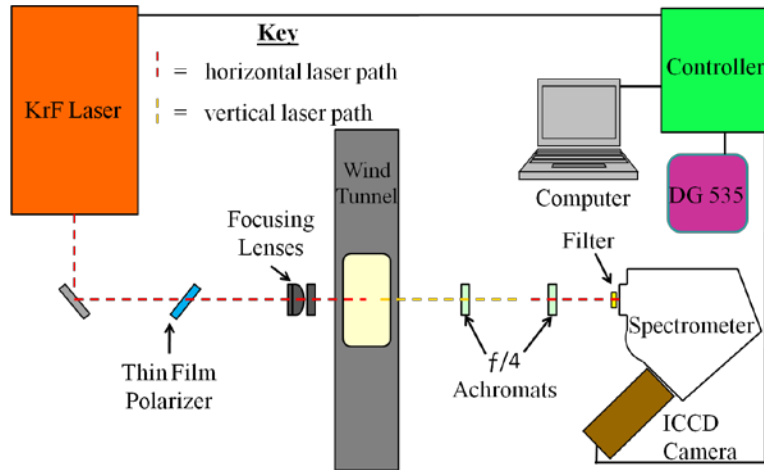 Key
= horizontal laser path
= vertical laser path
KrF Laser
Controller
Wind
Tunnel
Computer
DG 535
Focusing
Lenses
Filter
Spectrometer
Thin Film
Polarizer
f/4
Achromats
ICCD
Camera